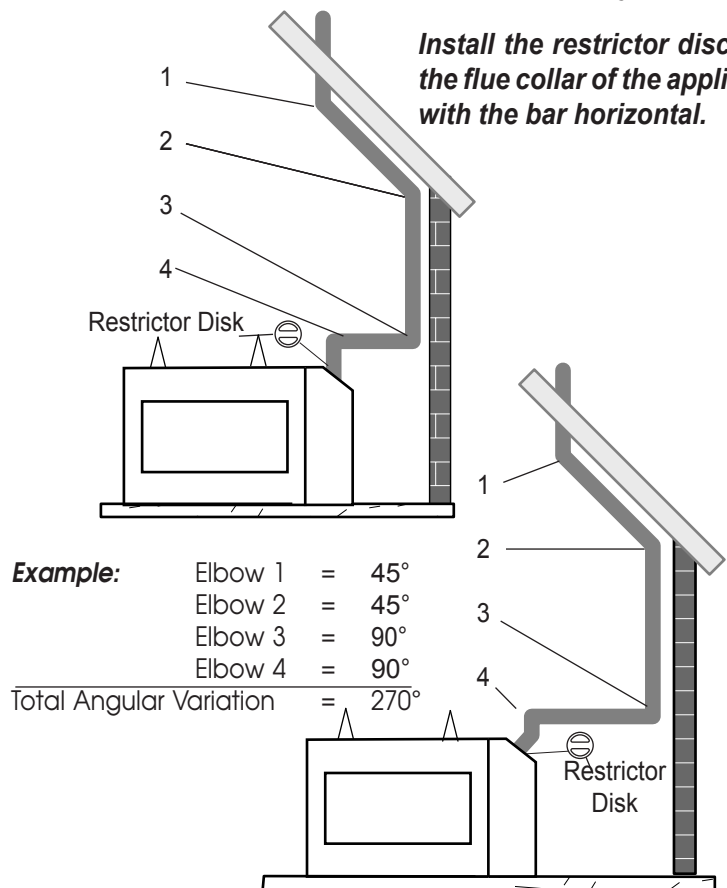 Install the restrictor disc
the flue collar of the appli
with the bar horizontal.
1
2
3
4
Restrictor Disk
1
2
3
4
Restrictor
Disk
Example:
Elbow 1 = 45°
Elbow 2 = 45°
Elbow 3 = 90°
Elbow 4 = 90°
Total Angular Variation = 270°